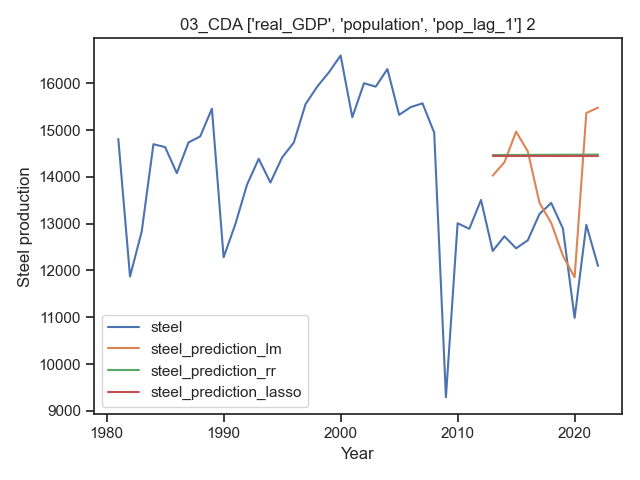 03_CDA ['real_GDP', 'population', 'pop_lag_1'] 2
Steel production
16000
15000
14000
13000
12000
11000
10000
9000
steel
steel_prediction_lm
steel_prediction_rr
steel_prediction_lasso
1980
1990
2000
2010
2020
Year